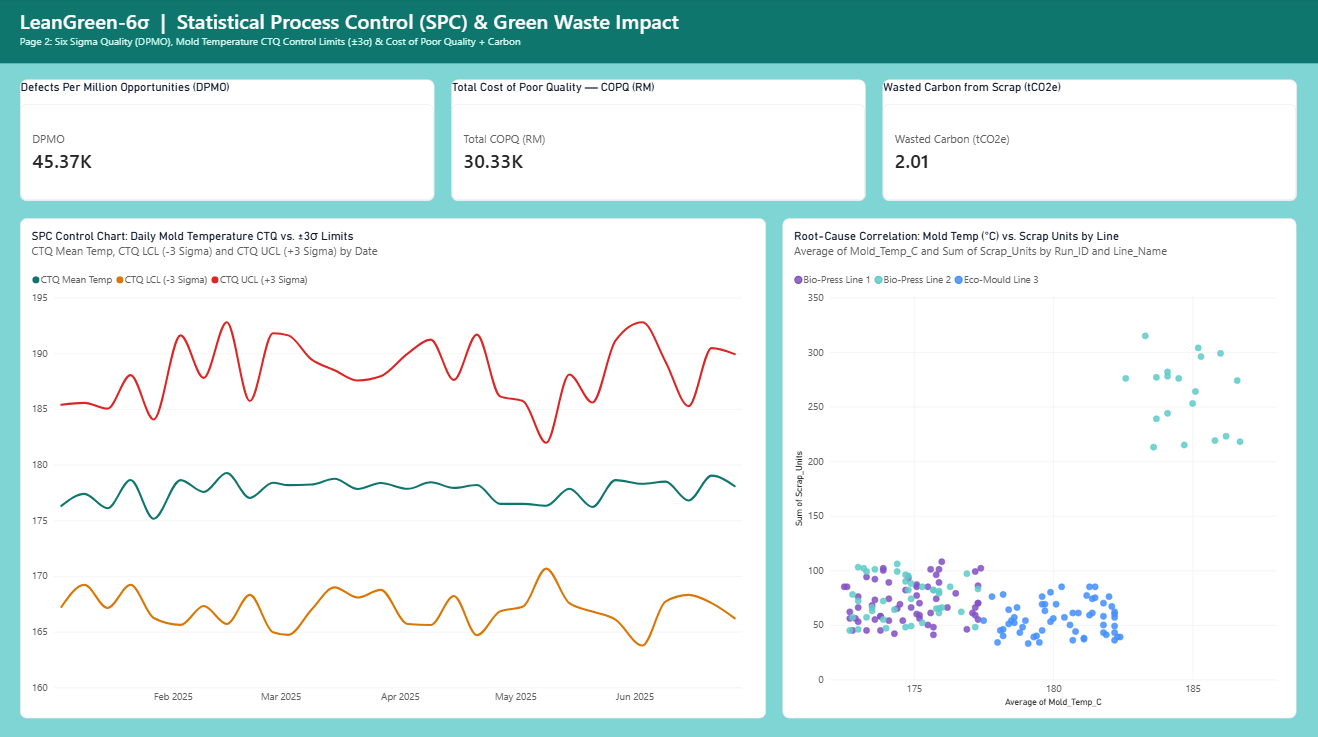 LeanGreen-6σ | Statistical Process Control (SPC) & Green Waste Impact
Page 2: Six Sigma Quality (DPMO), Mold Temperature CTQ Control Limits (±3σ) & Cost of Poor Quality + Carbon
Defects Per Million Opportunities (DPMO)
DPMO
45.37K
Total Cost of Poor Quality — COPQ (RM)
Total COPQ (RM)
30.33K
Wasted Carbon from Scrap (tCO2e)
Wasted Carbon (tCO2e)
2.01
SPC Control Chart: Daily Mold Temperature CTQ vs. ±3σ Limits
CTQ Mean Temp, CTQ LCL (-3 Sigma) and CTQ UCL (+3 Sigma) by Date
CTQ Mean Temp CTQ LCL (-3 Sigma) CTQ UCL (+3 Sigma)
195
190
185
180
175
170
165
160
Feb 2025 Mar 2025 Apr 2025 May 2025 Jun 2025
Root-Cause Correlation: Mold Temp (°C) vs. Scrap Units by Line
Average of Mold_Temp_C and Sum of Scrap_Units by Run_ID and Line_Name
Bio-Press Line 1 Bio-Press Line 2 Eco-Mould Line 3
Sum of Scrap_Units
350
300
250
200
150
100
50
0
175 180 185
Average of Mold_Temp_C